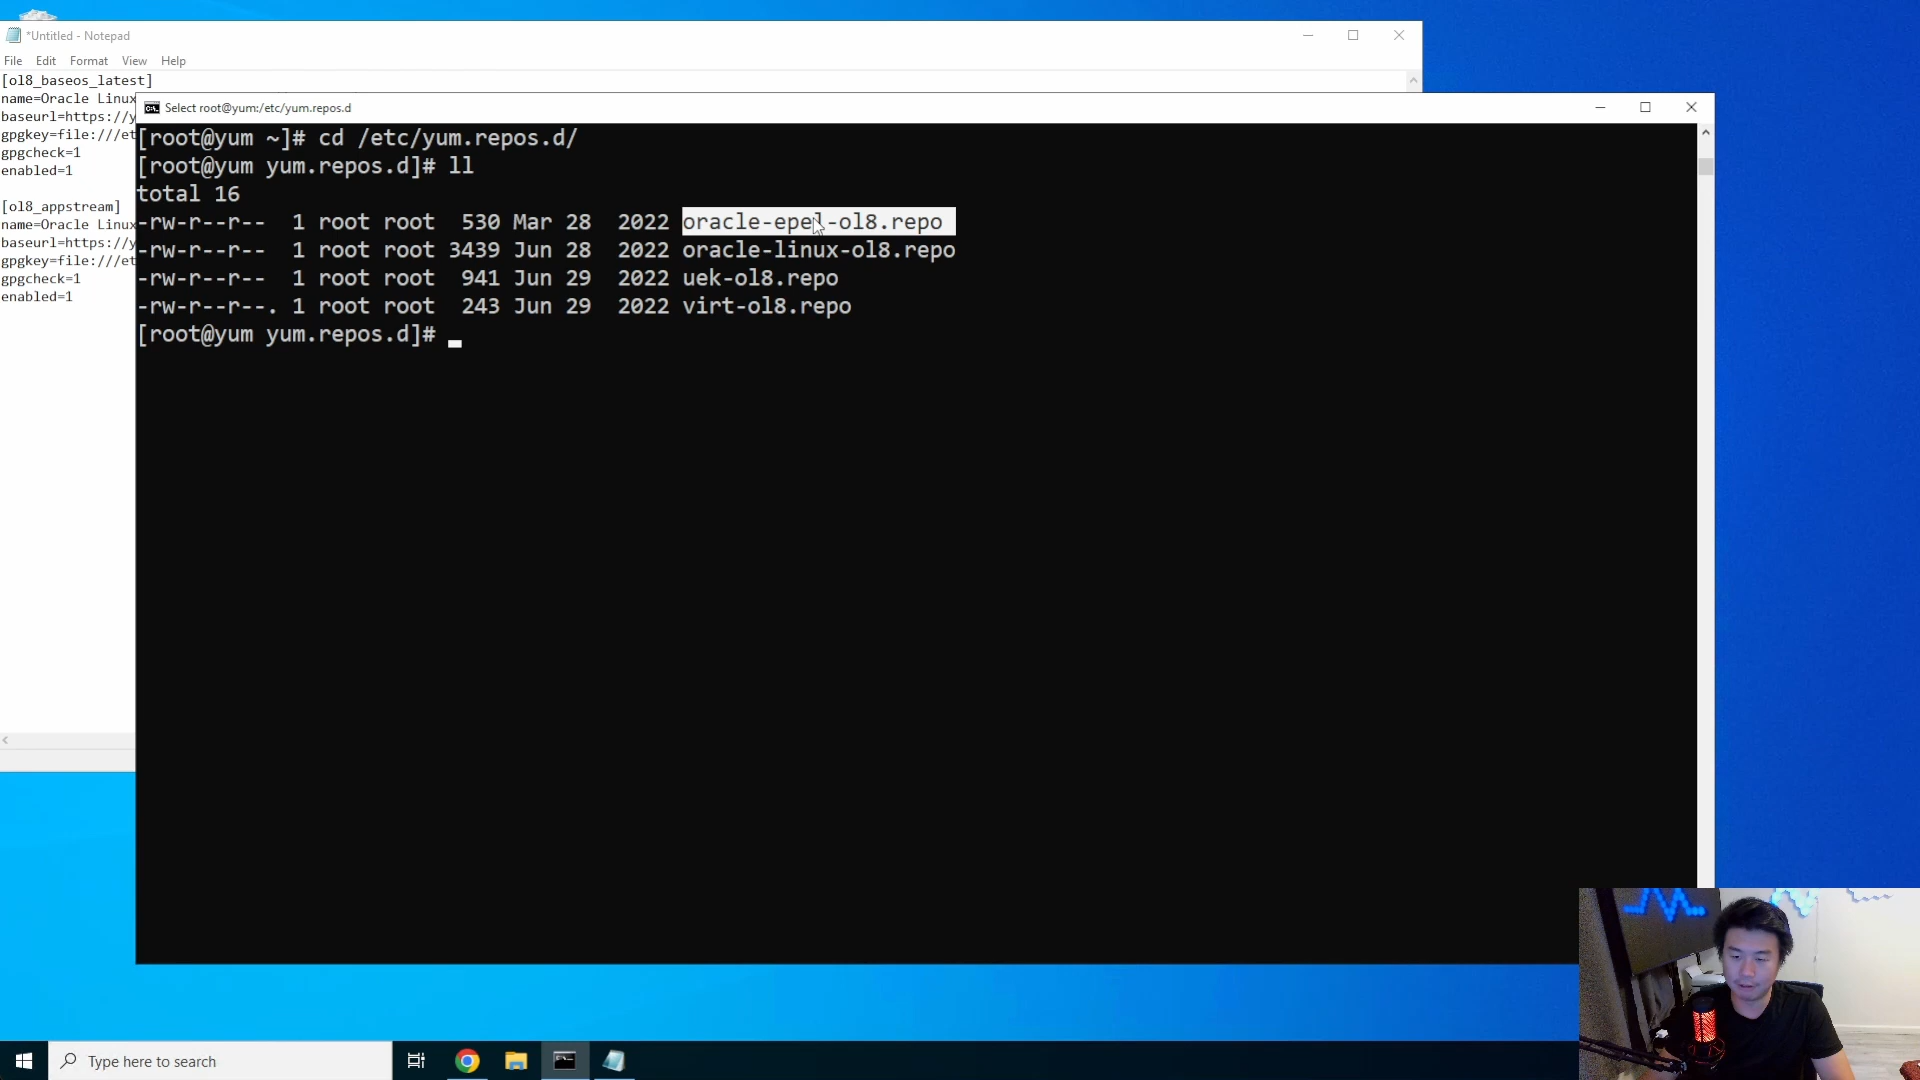 *Untitled - Notepad
File Edit Format View Help
[ol8_baseos_latest]
name=Oracle Linux
baseurl=https://y
gpgkey=file:///et
gpgcheck=1
enabled=1
[ol8_appstream]
name=Oracle Linux
baseurl=https://y
gpgkey=file:///et
gpgcheck=1
enabled=1
Select root@yum:/etc/yum.repos.d
[root@yum ~]# cd /etc/yum.repos.d/
[root@yum yum.repos.d]# ll
total 16
-rw-r--r-- 1 root root 530 Mar 28 2022 oracle-epel-ol8.repo
-rw-r--r-- 1 root root 3439 Jun 28 2022 oracle-linux-ol8.repo
-rw-r--r-- 1 root root 941 Jun 29 2022 uek-ol8.repo
-rw-r--r--. 1 root root 243 Jun 29 2022 virt-ol8.repo
[root@yum yum.repos.d]#
Type here to search